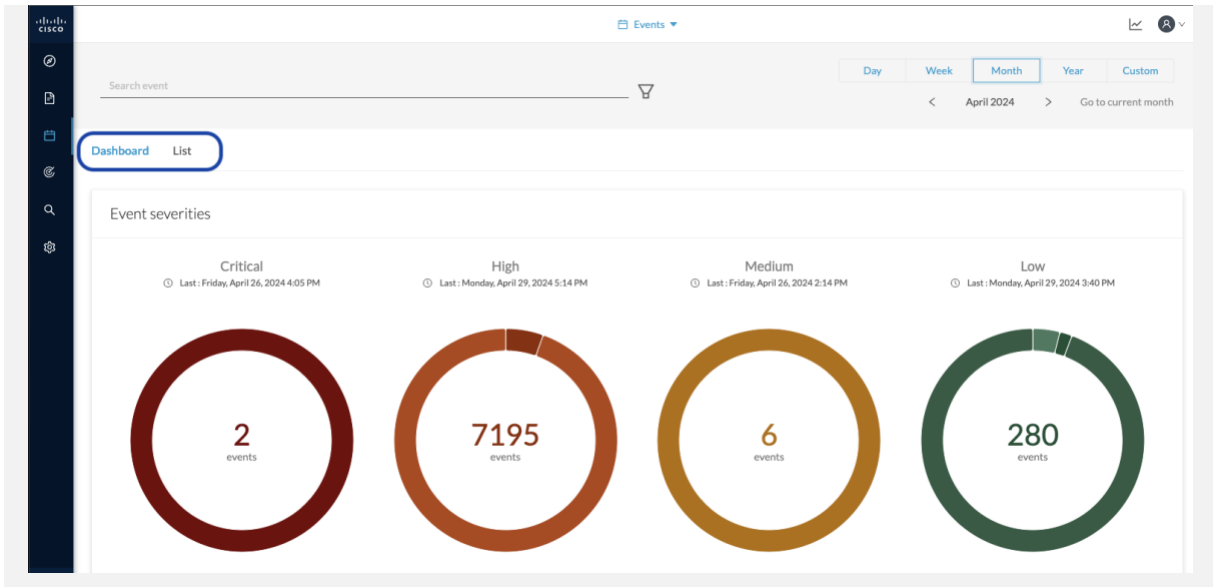 cisco
Events
Search event
Day Week Month Year Custom
< April 2024 > Go to current month
Dashboard List
Event severities
Critical High Medium Low
Last : Friday, April 26, 2024 4:05 PM Last : Monday, April 29, 2024 5:14 PM Last : Friday, April 26, 2024 2:14 PM Last : Monday, April 29, 2024 3:40 PM
2 7195 6 280
events events events events